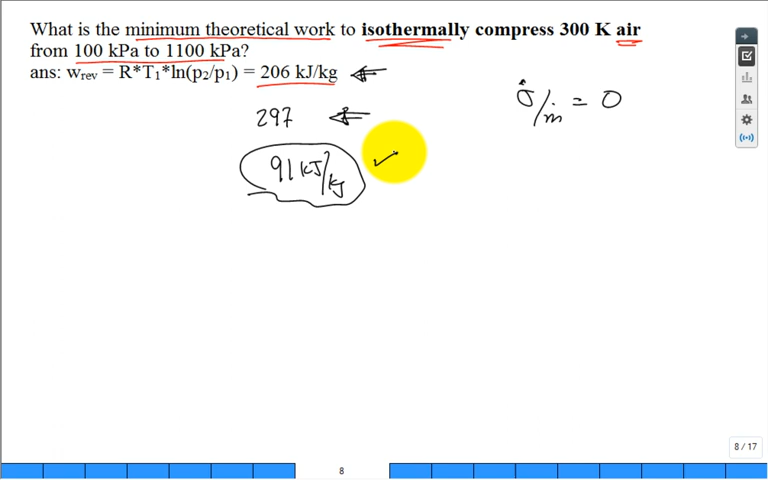 What is the minimum theoretical work to isothermally compress 300 K air
from 100 kPa to 1100 kPa?
ans: wrev = R*T1*ln(p2/p1) = 206 kJ/kg
σ̇/ṁ = 0
297
91 kJ/kg
8 / 17
8